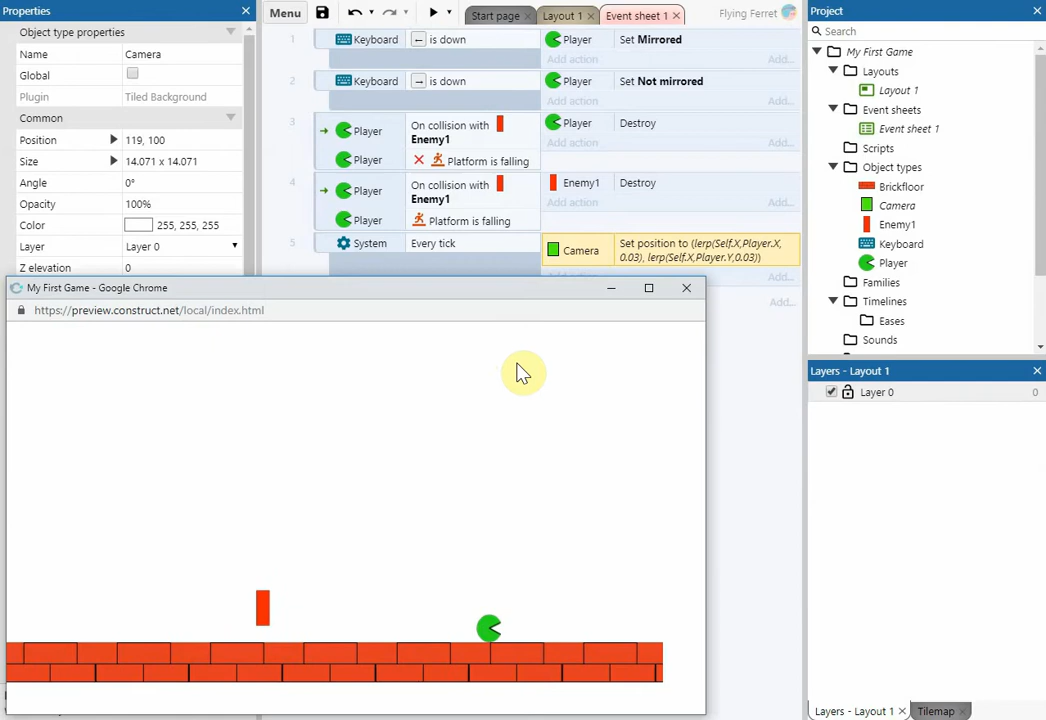 Properties
Object type properties
Name Camera
Global
Plugin Tiled Background
Common
Position 119, 100
Size 14.071 x 14.071
Angle 0°
Opacity 100%
Color 255, 255, 255
Layer Layer 0
Z elevation 0
Menu
Start page
Layout 1
Event sheet 1
Flying Ferret
1 Keyboard ← is down Player Set Mirrored
Add action Add...
2 Keyboard → is down Player Set Not mirrored
Add action Add...
3 Player On collision with Enemy1 Player Destroy
Add action Add...
Player Platform is falling
4 Player On collision with Enemy1 Enemy1 Destroy
Add action Add...
Player Platform is falling
5 System Every tick Camera Set position to (lerp(Self.X,Player.X,
0.03), lerp(Self.X,Player.Y,0.03))
Add...
Add...
My First Game - Google Chrome
https://preview.construct.net/local/index.html
Project
Search
My First Game
Layouts
Layout 1
Event sheets
Event sheet 1
Scripts
Object types
Brickfloor
Camera
Enemy1
Keyboard
Player
Families
Timelines
Eases
Sounds
Layers - Layout 1
Layer 0 0
Layers - Layout 1
Tilemap